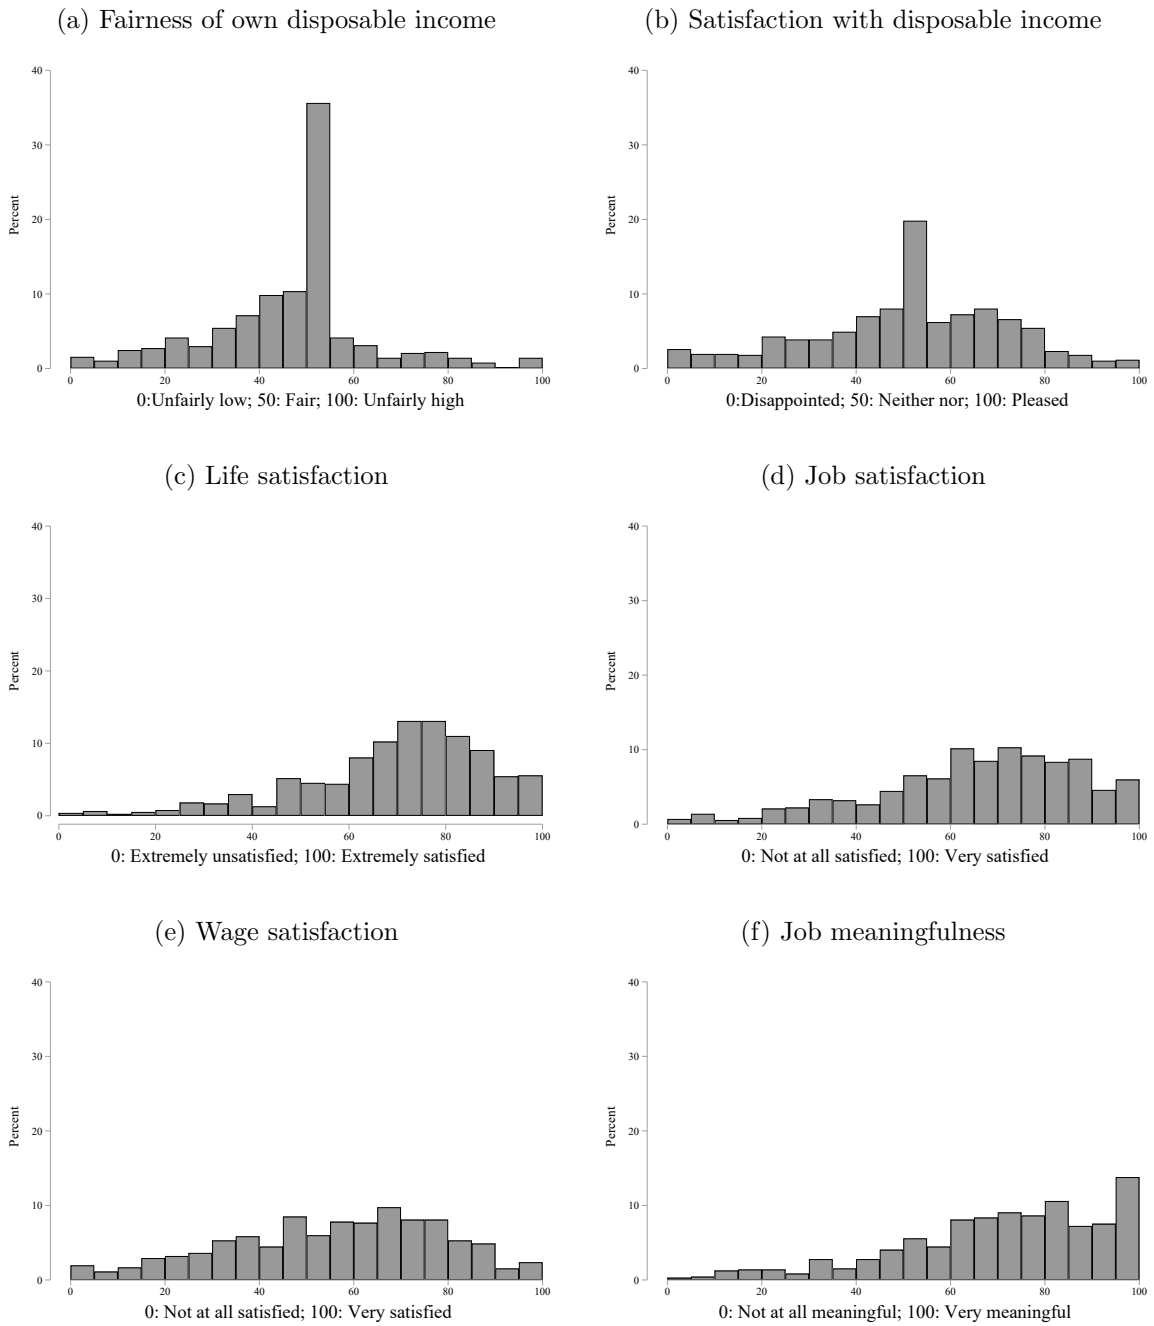 (a) Fairness of own disposable income
40
30
20
10
0
Percent
0 20 40 60 80 100
0:Unfairly low; 50: Fair; 100: Unfairly high
(b) Satisfaction with disposable income
40
30
20
10
0
Percent
0 20 40 60 80 100
0:Disappointed; 50: Neither nor; 100: Pleased
(c) Life satisfaction
40
30
20
10
0
Percent
0 20 40 60 80 100
0: Extremely unsatisfied; 100: Extremely satisfied
(d) Job satisfaction
40
30
20
10
0
Percent
0 20 40 60 80 100
0: Not at all satisfied; 100: Very satisfied
(e) Wage satisfaction
40
30
20
10
0
Percent
0 20 40 60 80 100
0: Not at all satisfied; 100: Very satisfied
(f) Job meaningfulness
40
30
20
10
0
Percent
0 20 40 60 80 100
0: Not at all meaningful; 100: Very meaningful